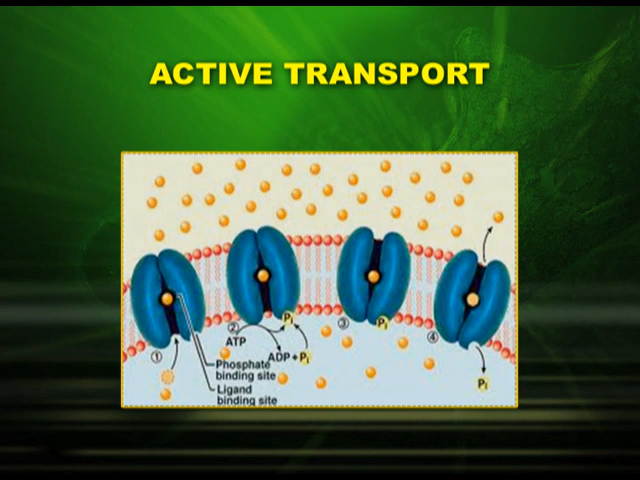 ACTIVE TRANSPORT
①
②
ATP
Pi
ADP + Pi
③
Pi
④
Pi
Phosphate
binding site
Ligand
binding site